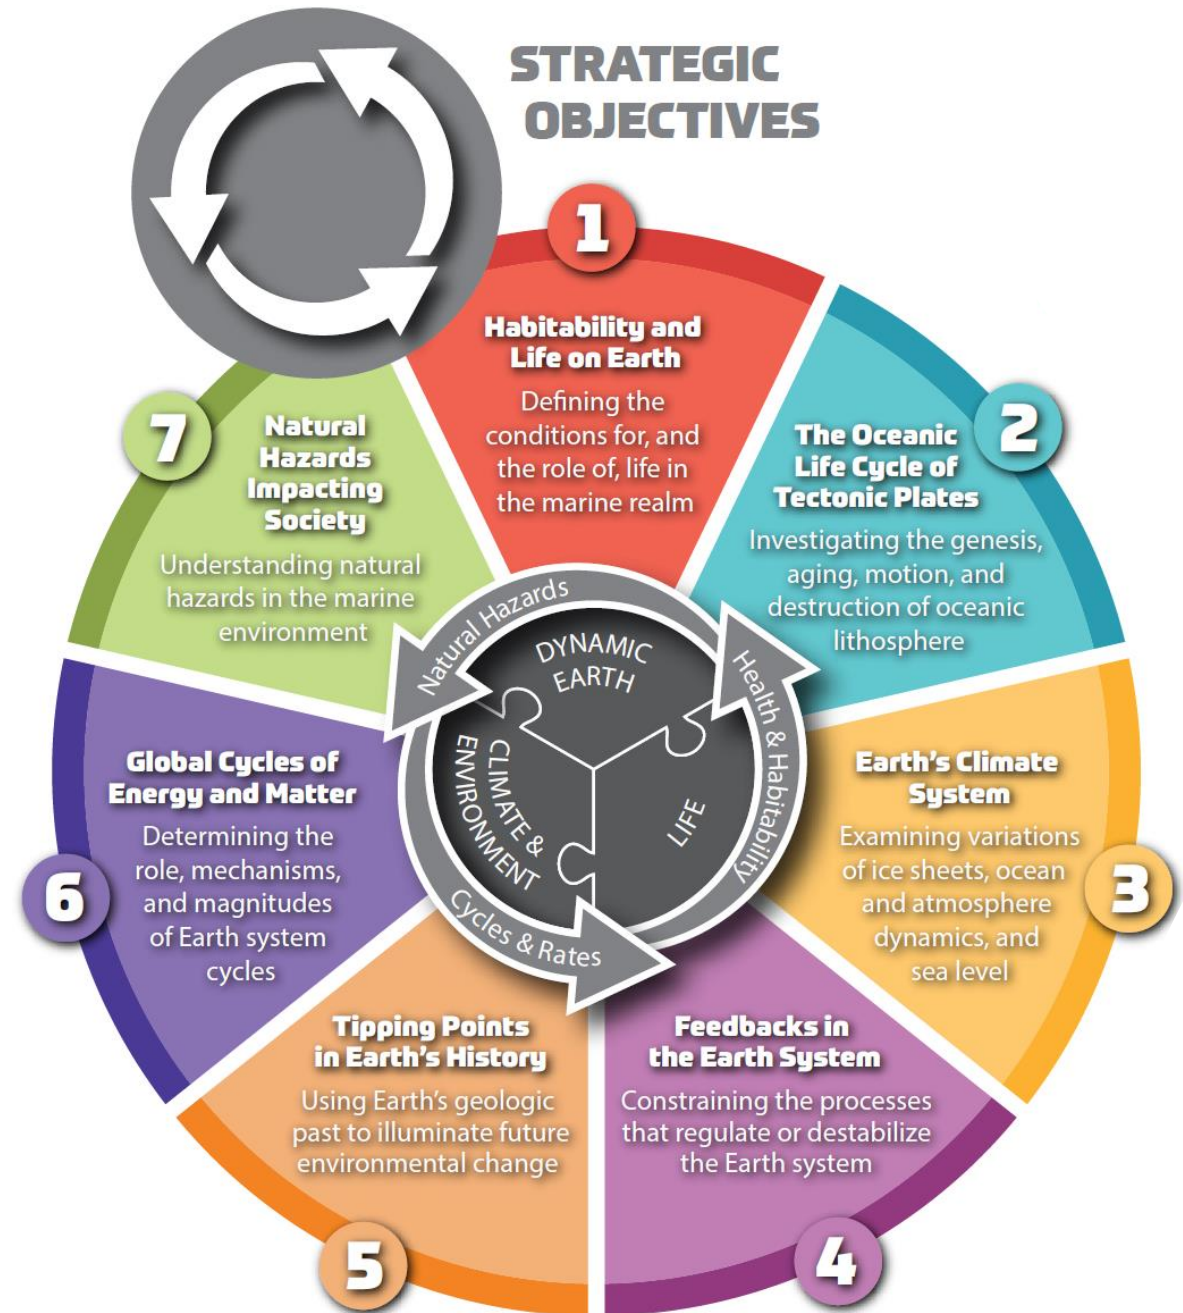 STRATEGIC
OBJECTIVES
1
Habitability and
Life on Earth
Defining the
conditions for, and
the role of, life in
the marine realm
2
The Oceanic
Life Cycle of
Tectonic Plates
Investigating the genesis,
aging, motion, and
destruction of oceanic
lithosphere
3
Earth's Climate
System
Examining variations
of ice sheets, ocean
and atmosphere
dynamics, and
sea level
4
Feedbacks in
the Earth System
Constraining the processes
that regulate or destabilize
the Earth system
5
Tipping Points
in Earth's History
Using Earth's geologic
past to illuminate future
environmental change
6
Global Cycles of
Energy and Matter
Determining the
role, mechanisms,
and magnitudes
of Earth system
cycles
7
Natural
Hazards
Impacting
Society
Understanding natural
hazards in the marine
environment
Natural Hazards
Health & Habitability
Cycles & Rates
DYNAMIC
EARTH
LIFE
CLIMATE &
ENVIRONMENT